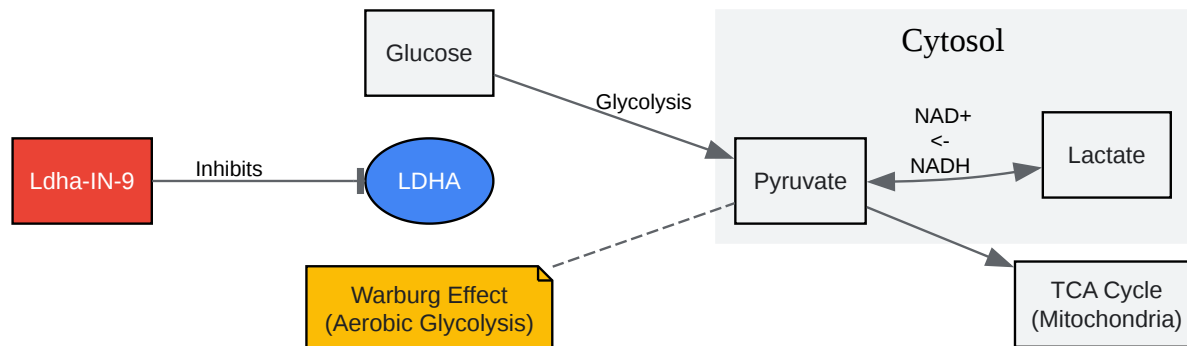 Cytosol
Glucose
Glycolysis
NAD+
<-
NADH
Lactate
Ldha-IN-9
Inhibits
LDHA
Pyruvate
Warburg Effect
(Aerobic Glycolysis)
TCA Cycle
(Mitochondria)